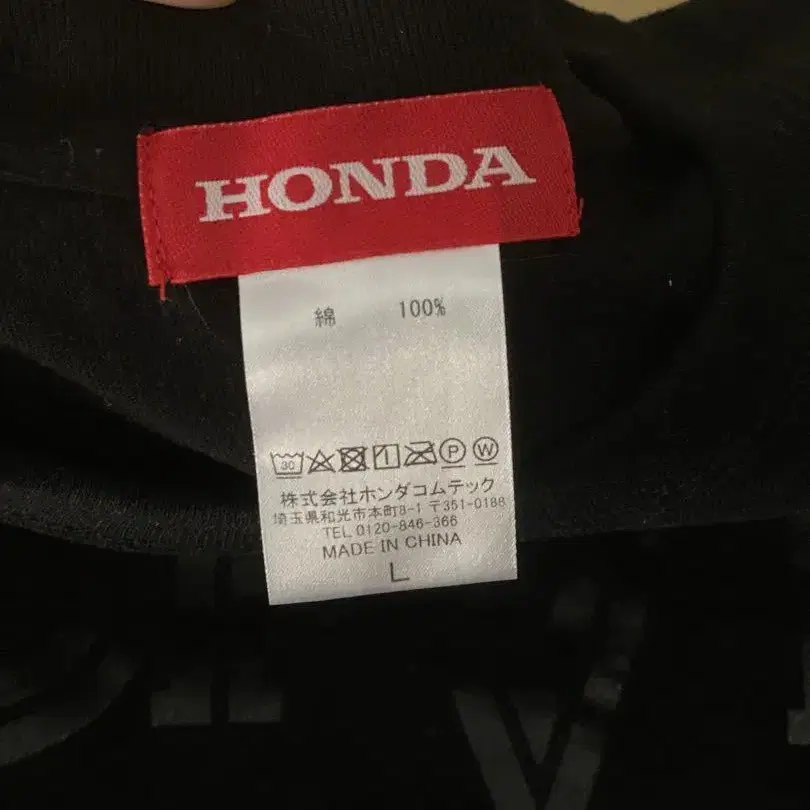 HONDA
綿 100%
30 P W
株式会社ホンダコムテック
埼玉県和光市本町8-1 〒351-0188
TEL 0120-846-366
MADE IN CHINA
L